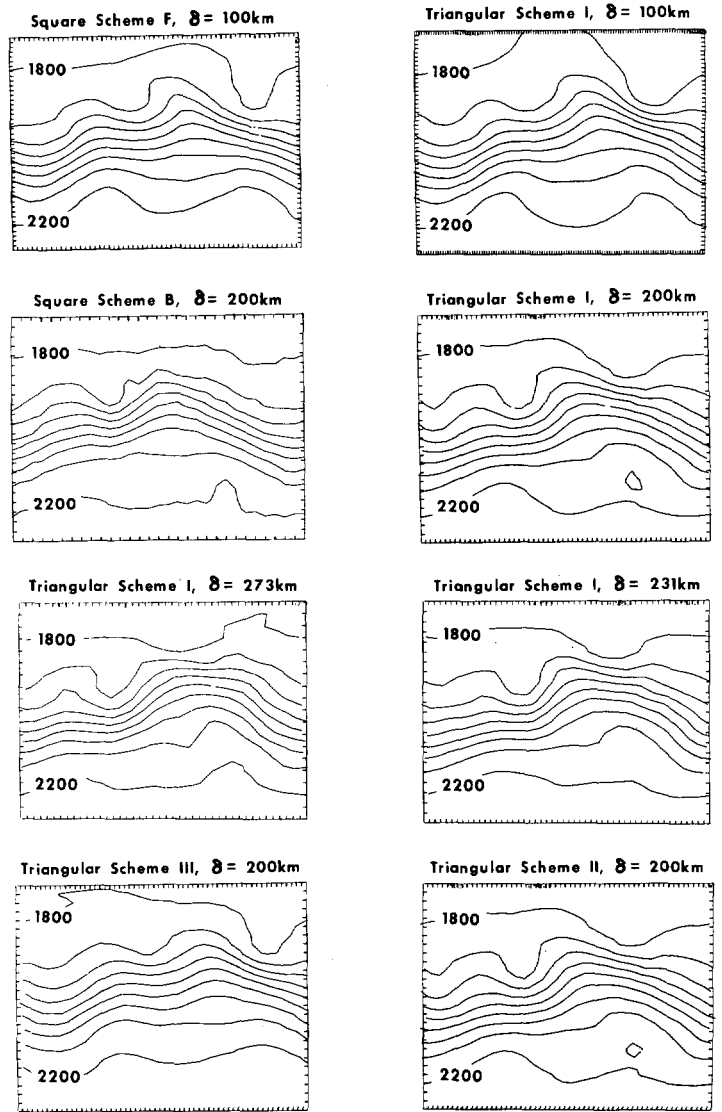 Square Scheme F, δ = 100km
1800
2200
Triangular Scheme I, δ = 100km
1800
2200
Square Scheme B, δ = 200km
1800
2200
Triangular Scheme I, δ = 200km
1800
2200
Triangular Scheme I, δ = 273km
1800
2200
Triangular Scheme I, δ = 231km
1800
2200
Triangular Scheme III, δ = 200km
1800
2200
Triangular Scheme II, δ = 200km
1800
2200